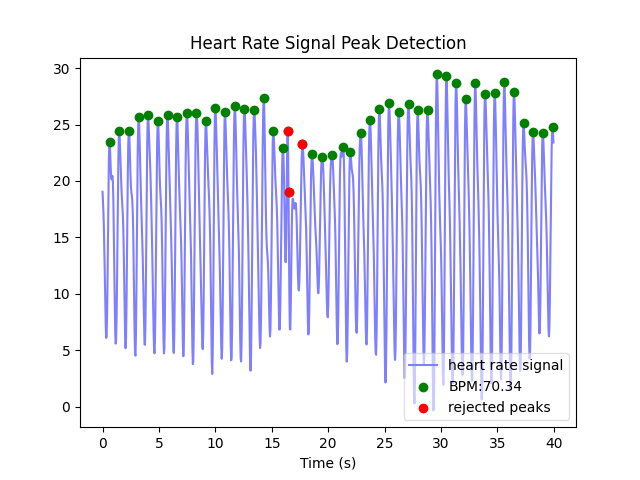 Heart Rate Signal Peak Detection
30
25
20
15
10
5
0
heart rate signal
BPM:70.34
rejected peaks
0 5 10 15 20 25 30 35 40
Time (s)